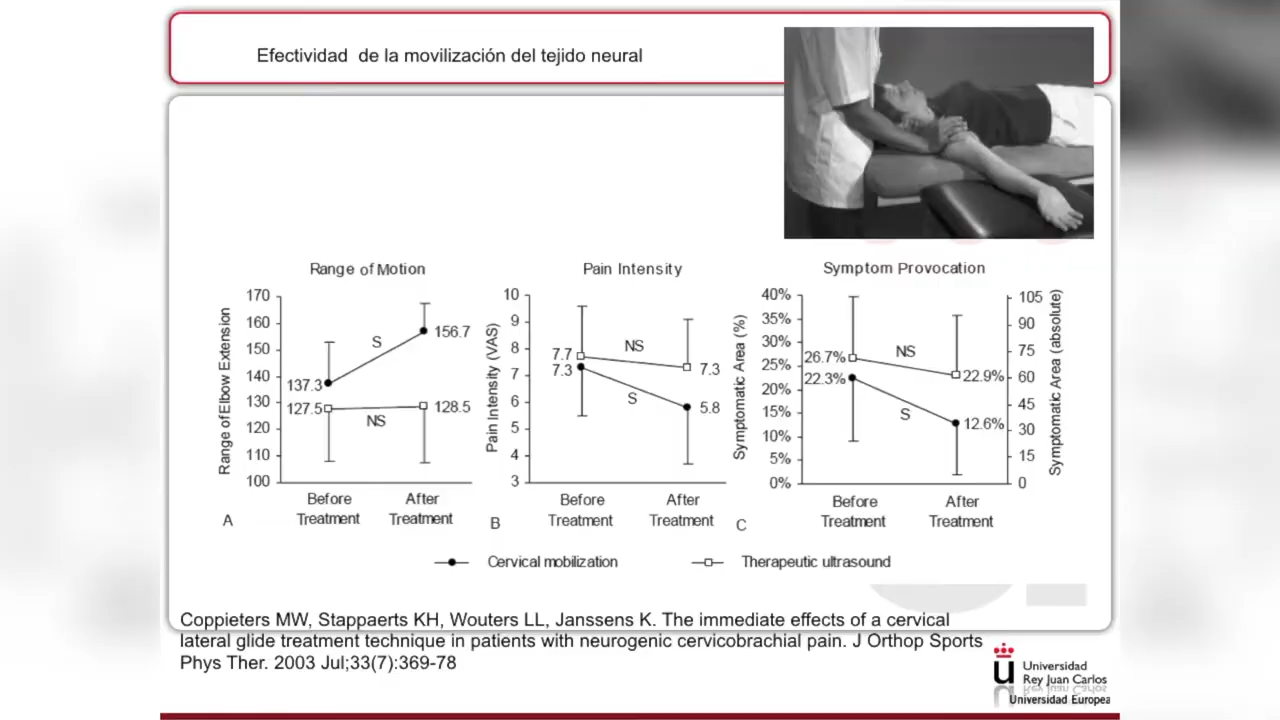 Efectividad de la movilización del tejido neural
Range of Motion
Range of Elbow Extension
170
160
150
140
130
120
110
100
137.3
127.5
S
NS
156.7
128.5
Before
Treatment
After
Treatment
A
Pain Intensity
Pain Intensity (VAS)
10
9
8
7
6
5
4
3
7.7
7.3
NS
S
7.3
5.8
Before
Treatment
After
Treatment
B
Symptom Provocation
Symptomatic Area (%)
40%
35%
30%
25%
20%
15%
10%
5%
0%
26.7%
22.3%
NS
S
22.9%
12.6%
105
90
75
60
45
30
15
0
Symptomatic Area (absolute)
Before
Treatment
After
Treatment
C
Cervical mobilization
Therapeutic ultrasound
Coppieters MW, Stappaerts KH, Wouters LL, Janssens K. The immediate effects of a cervical
lateral glide treatment technique in patients with neurogenic cervicobrachial pain. J Orthop Sports
Phys Ther. 2003 Jul;33(7):369-78
u
Universidad
Rey Juan Carlos
Universidad Europea